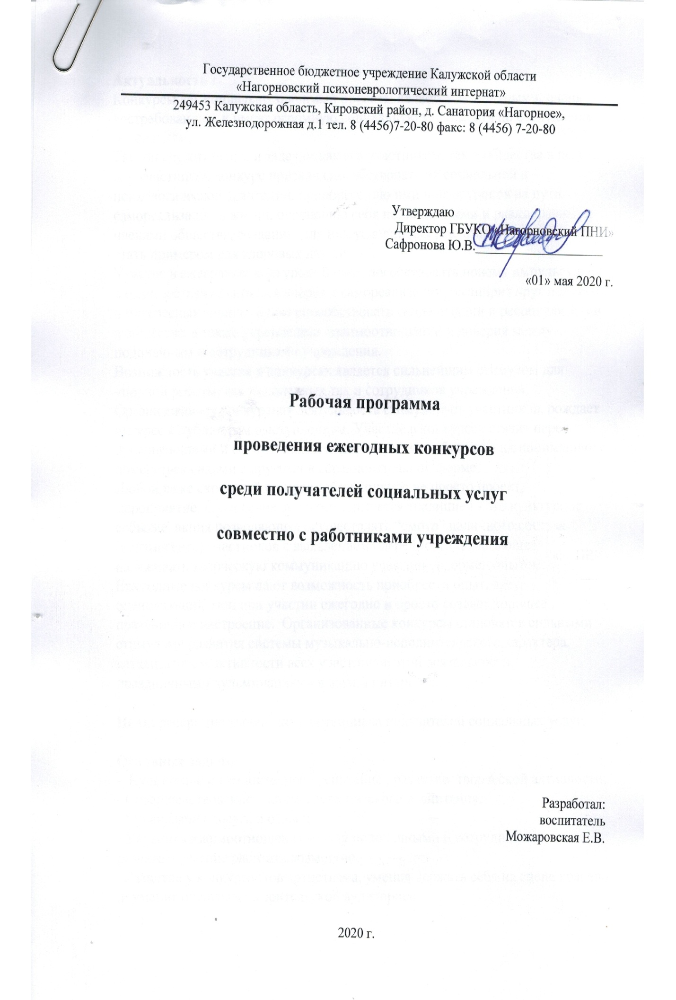 Государственное бюджетное учреждение Калужской области
«Нагорновский психоневрологический интернат»
249453 Калужская область, Кировский район, д. Санатория «Нагорное»,
ул. Железнодорожная д.1 тел. 8 (4456)7-20-80 факс: 8 (4456) 7-20-80
Утверждаю
Директор ГБУКО «Нагорновский ПНИ»
Сафронова Ю.В.
«01» мая 2020 г.
Рабочая программа
проведения ежегодных конкурсов
среди получателей социальных услуг
совместно с работниками учреждения
Разработал:
воспитатель
Можаровская Е.В.
2020 г.